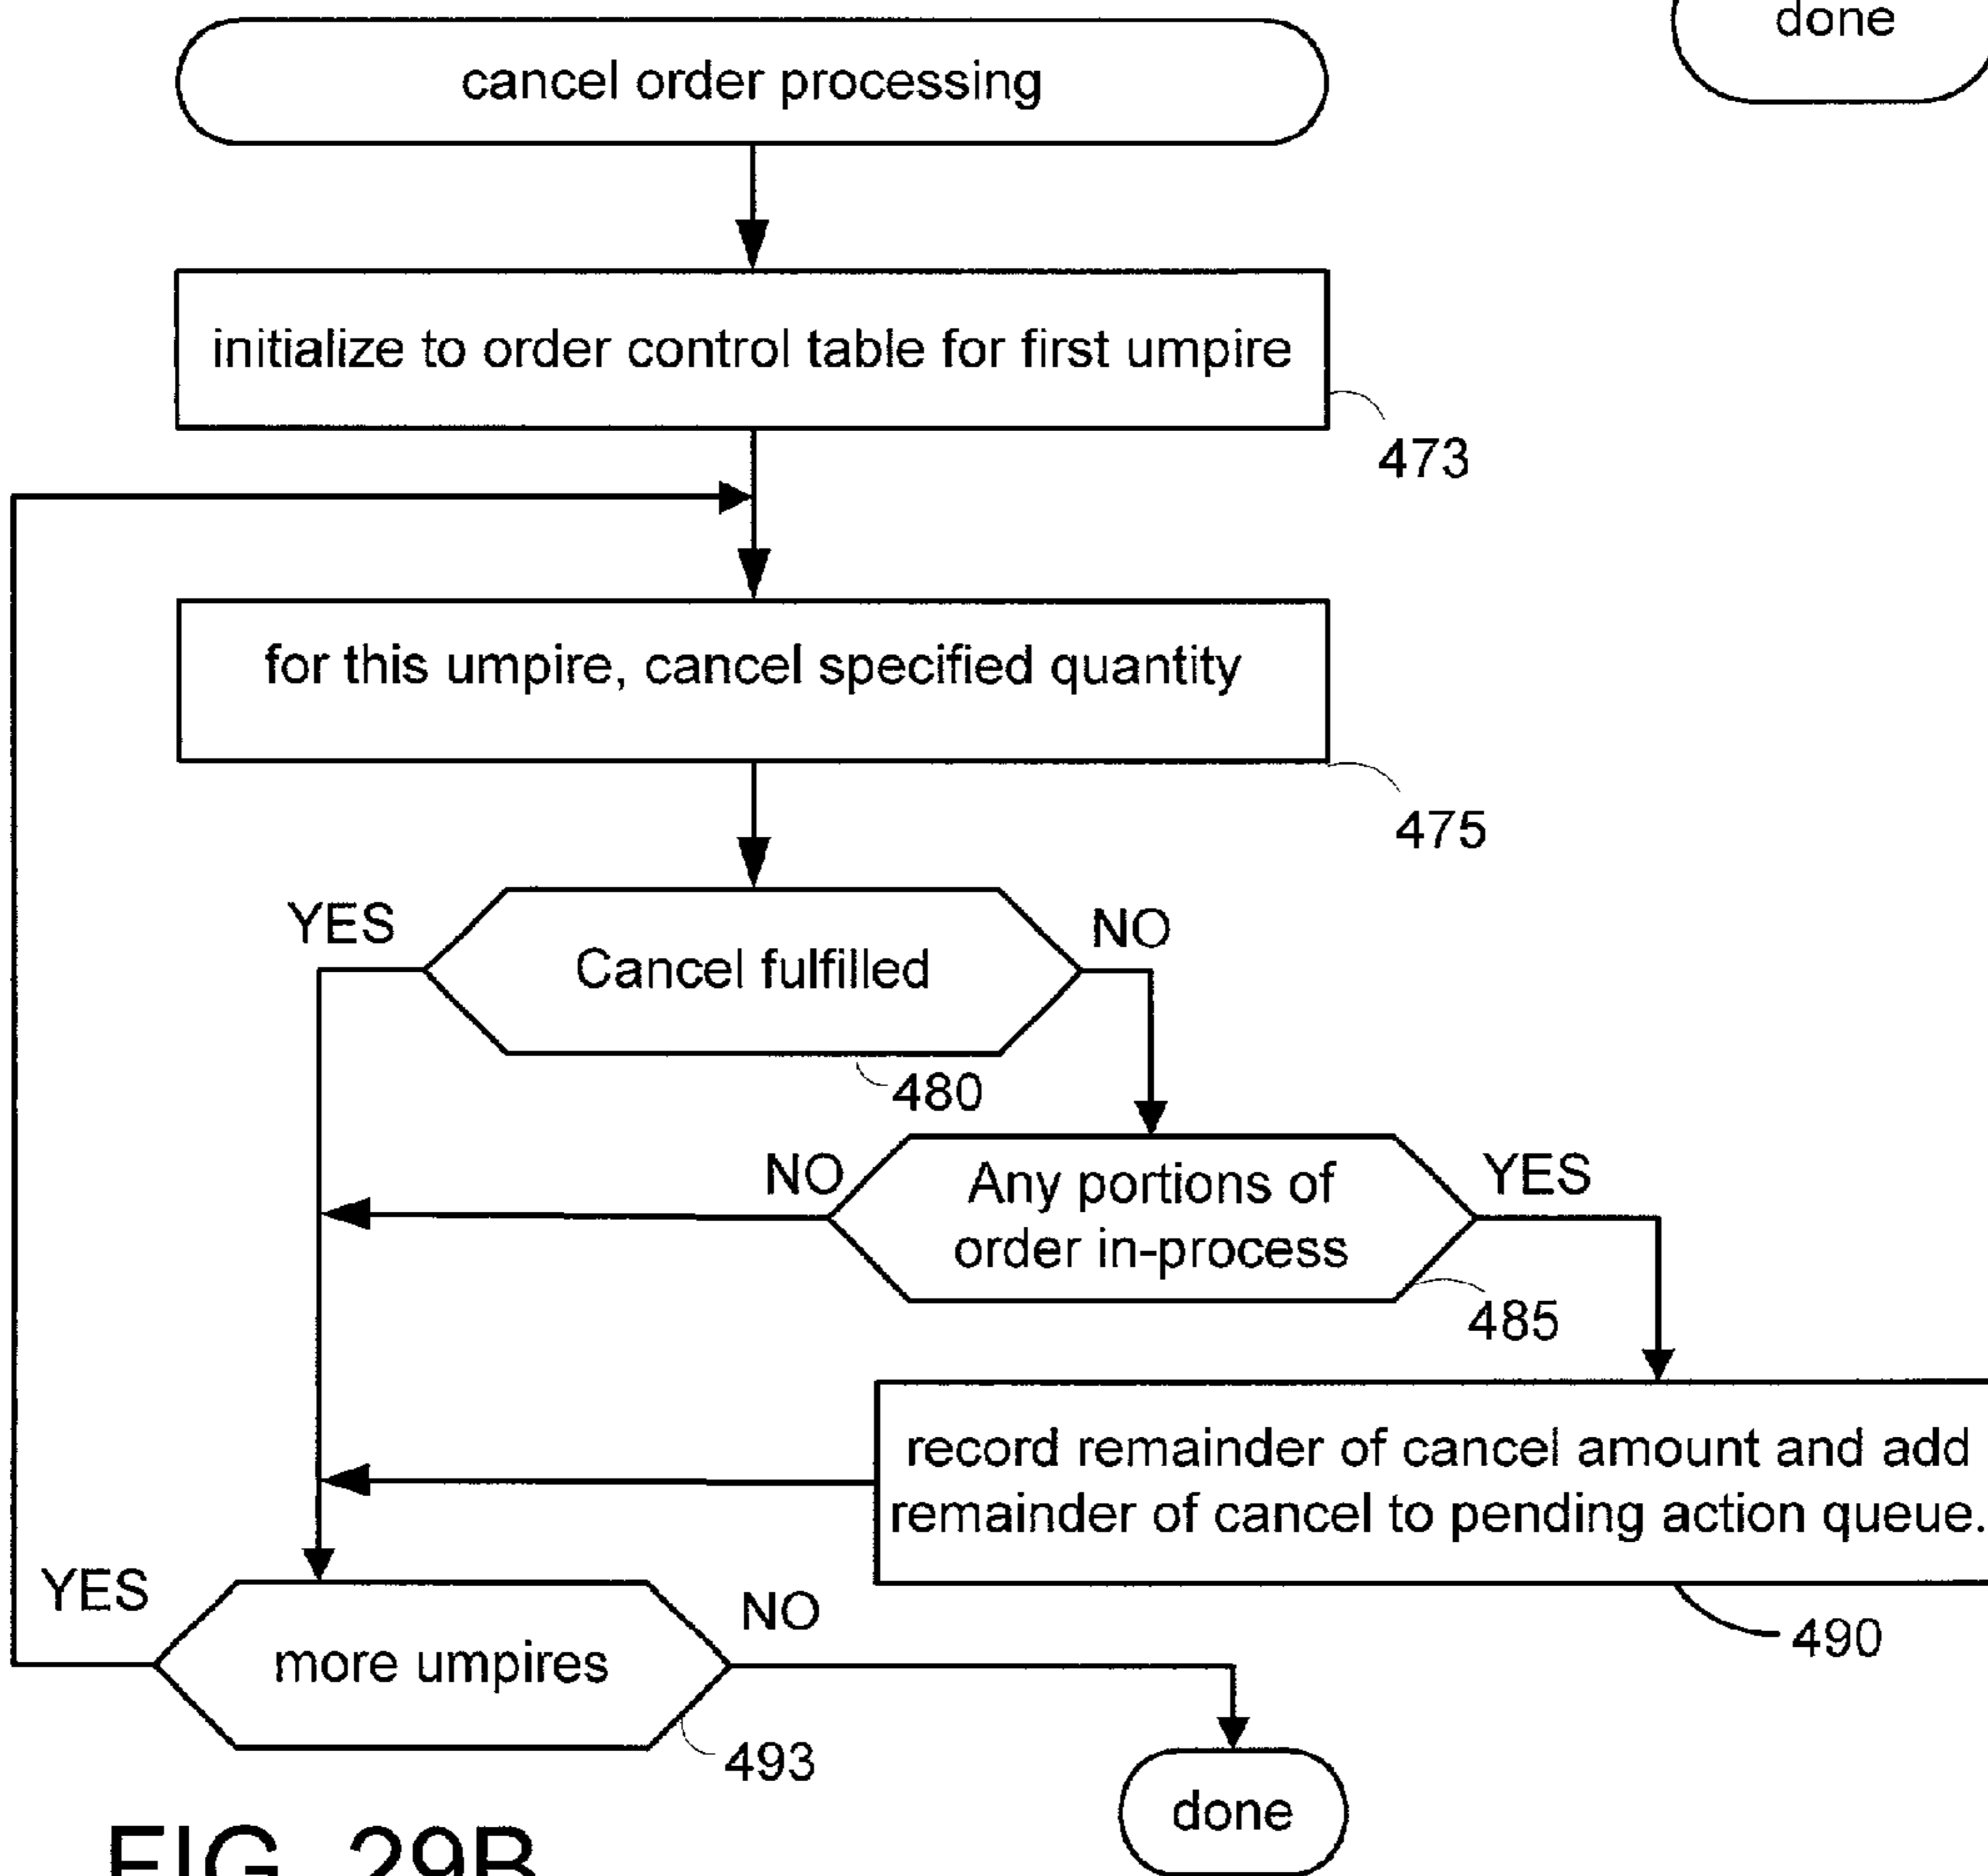 done
cancel order processing
initialize to order control table for first umpire
473
for this umpire, cancel specified quantity
475
YES
NO
Cancel fulfilled
480
NO
YES
Any portions of
order in-process
485
record remainder of cancel amount and add
remainder of cancel to pending action queue.
490
YES
NO
more umpires
493
done
FIG. 29B